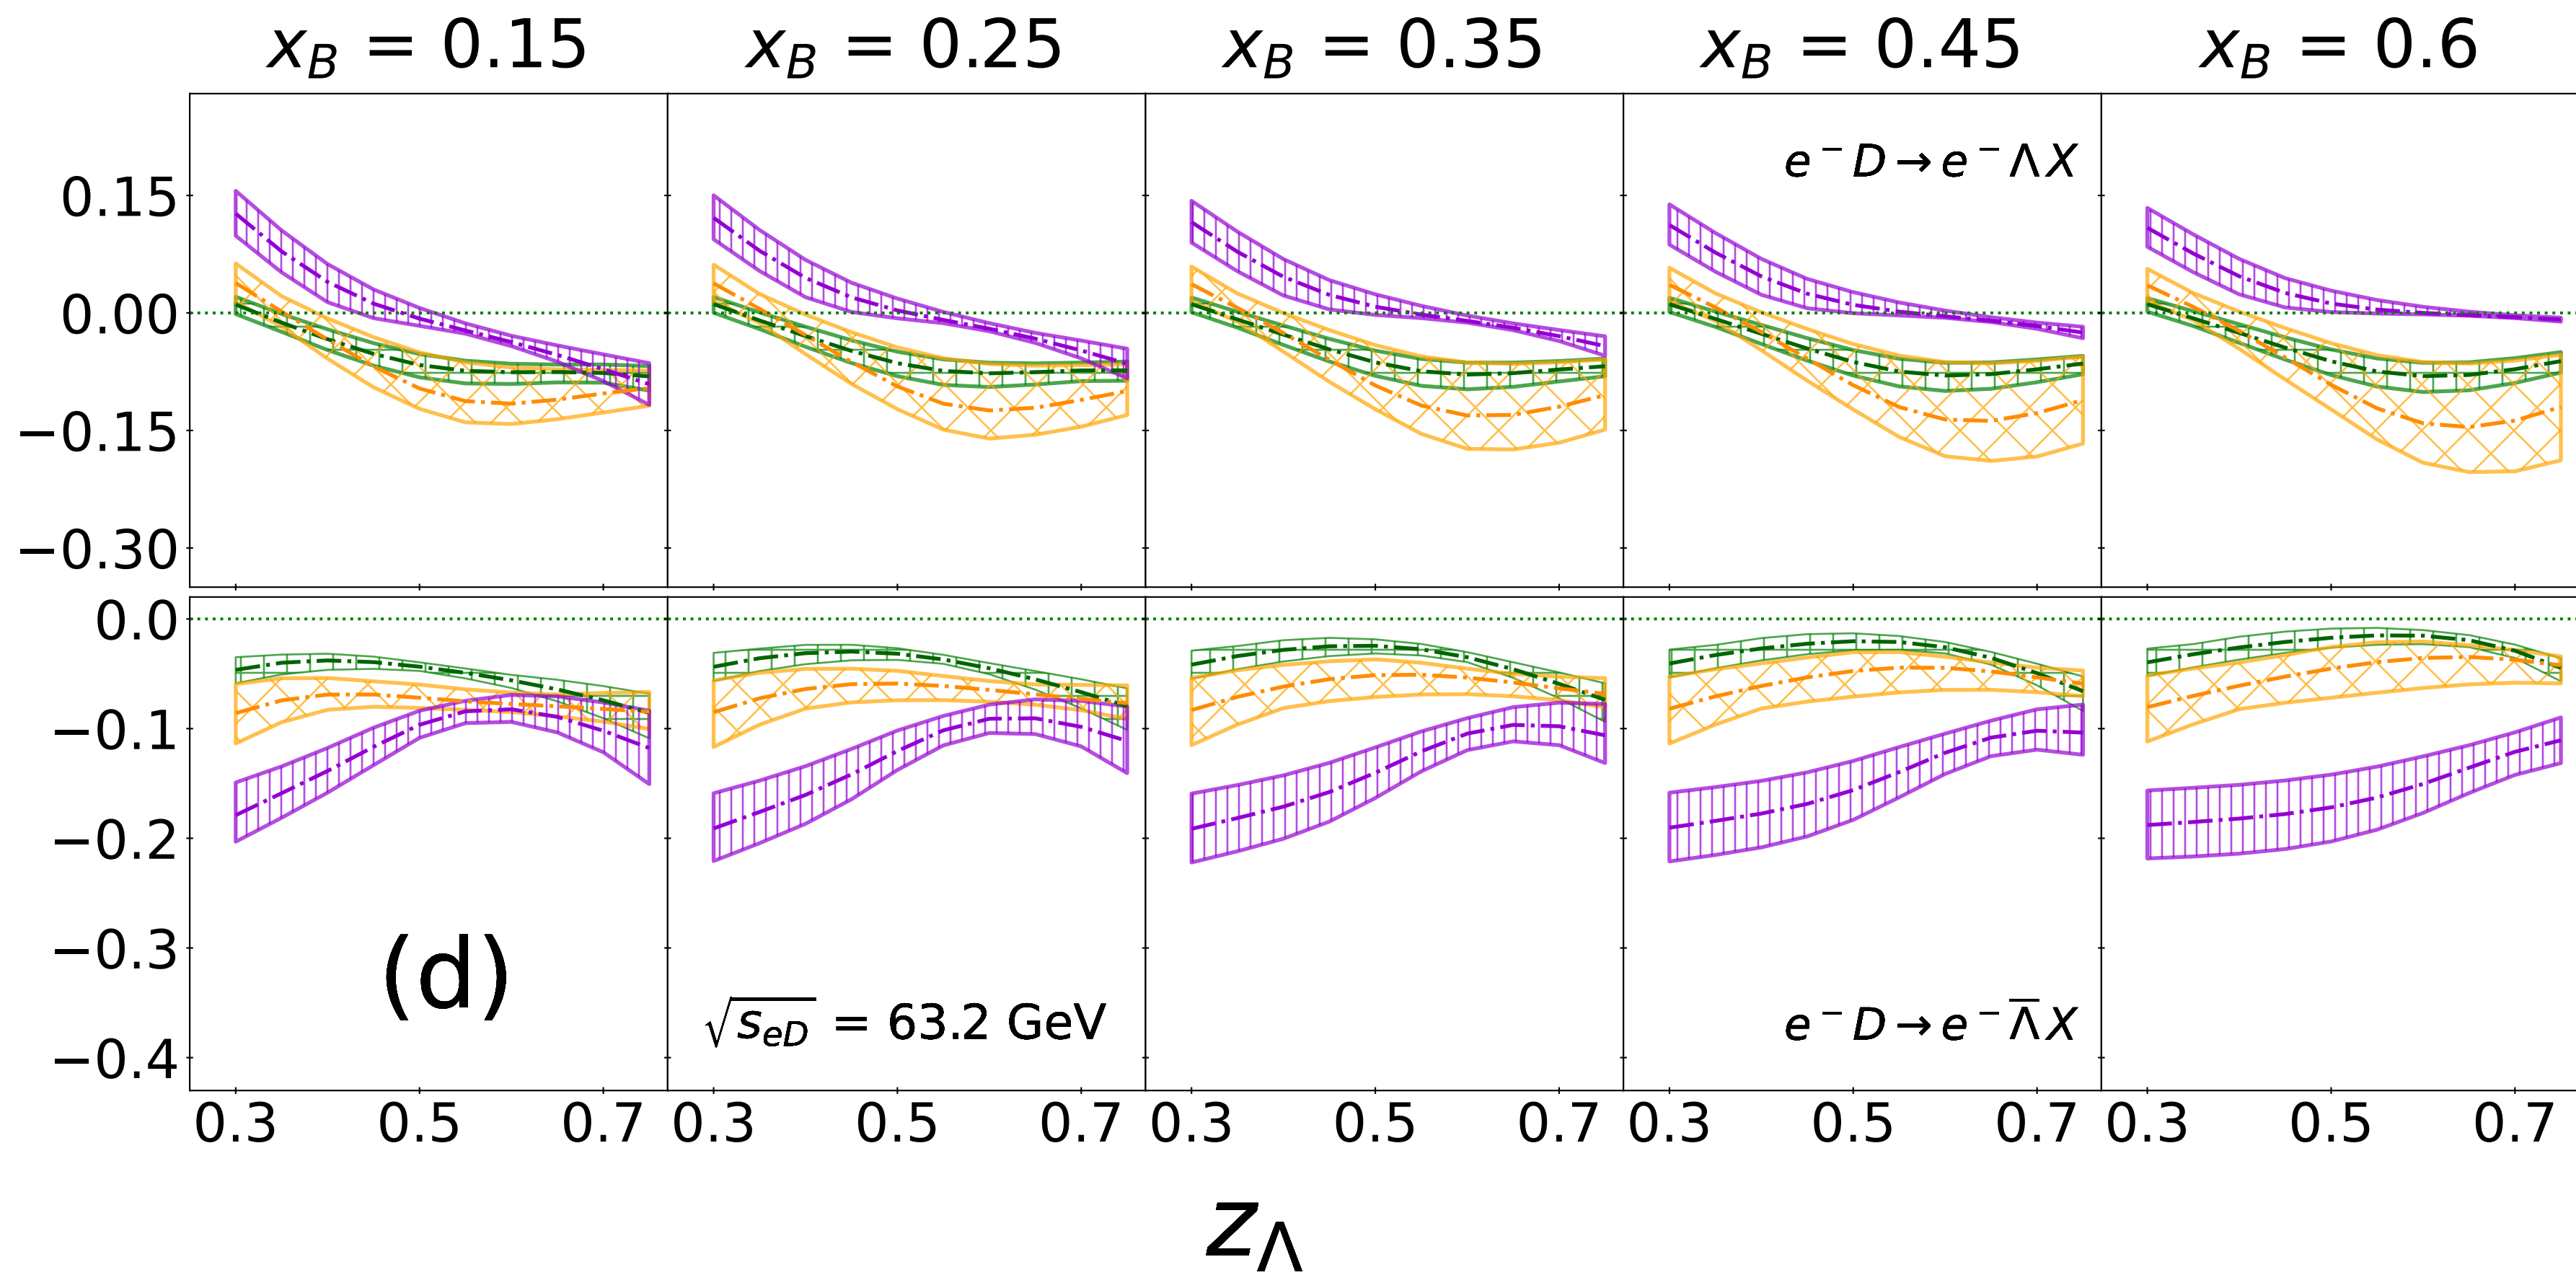 x_B = 0.15 x_B = 0.25 x_B = 0.35 x_B = 0.45 x_B = 0.6
e⁻D→e⁻ΛX
0.15
0.00
−0.15
−0.30
0.0
−0.1
−0.2
−0.3
−0.4
(d)
√s_{eD} = 63.2 GeV
e⁻D→e⁻Λ̅X
0.3 0.5 0.7 0.3 0.5 0.7 0.3 0.5 0.7 0.3 0.5 0.7 0.3 0.5 0.7
z_Λ